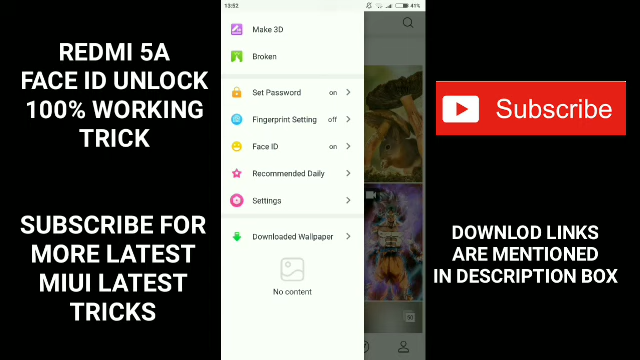 REDMI 5A
FACE ID UNLOCK
100% WORKING
TRICK
SUBSCRIBE FOR
MORE LATEST
MIUI LATEST
TRICKS
13:52
41%
Make 3D
Broken
Set Password on
Fingerprint Setting off
Face ID on
Recommended Daily
Settings
Downloaded Wallpaper
No content
Subscribe
DOWNLOD LINKS
ARE MENTIONED
IN DESCRIPTION BOX